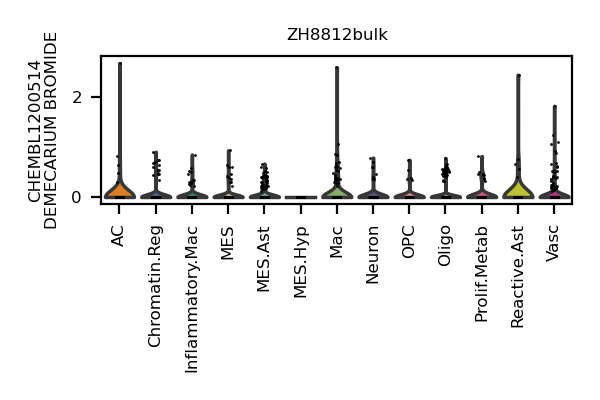 ZH8812bulk
CHEMBL1200514
DEMECARIUM BROMIDE
2
0
AC
Chromatin.Reg
Inflammatory.Mac
MES
MES.Ast
MES.Hyp
Mac
Neuron
OPC
Oligo
Prolif.Metab
Reactive.Ast
Vasc